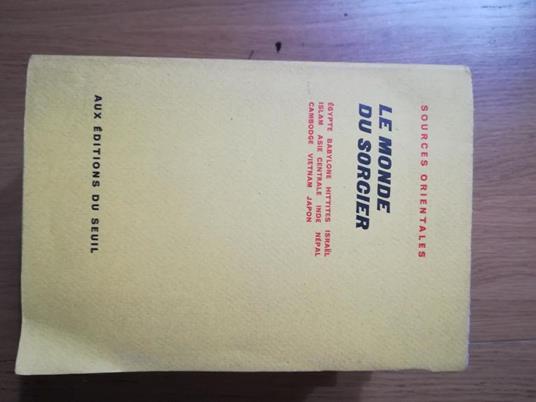 SOURCES ORIENTALES
LE MONDE
DU SORCIER
ÉGYPTE BABYLONE HITTITES ISRAËL
ISLAM ASIE CENTRALE INDE NÉPAL
CAMBODGE VIETNAM JAPON
AUX ÉDITIONS DU SEUIL